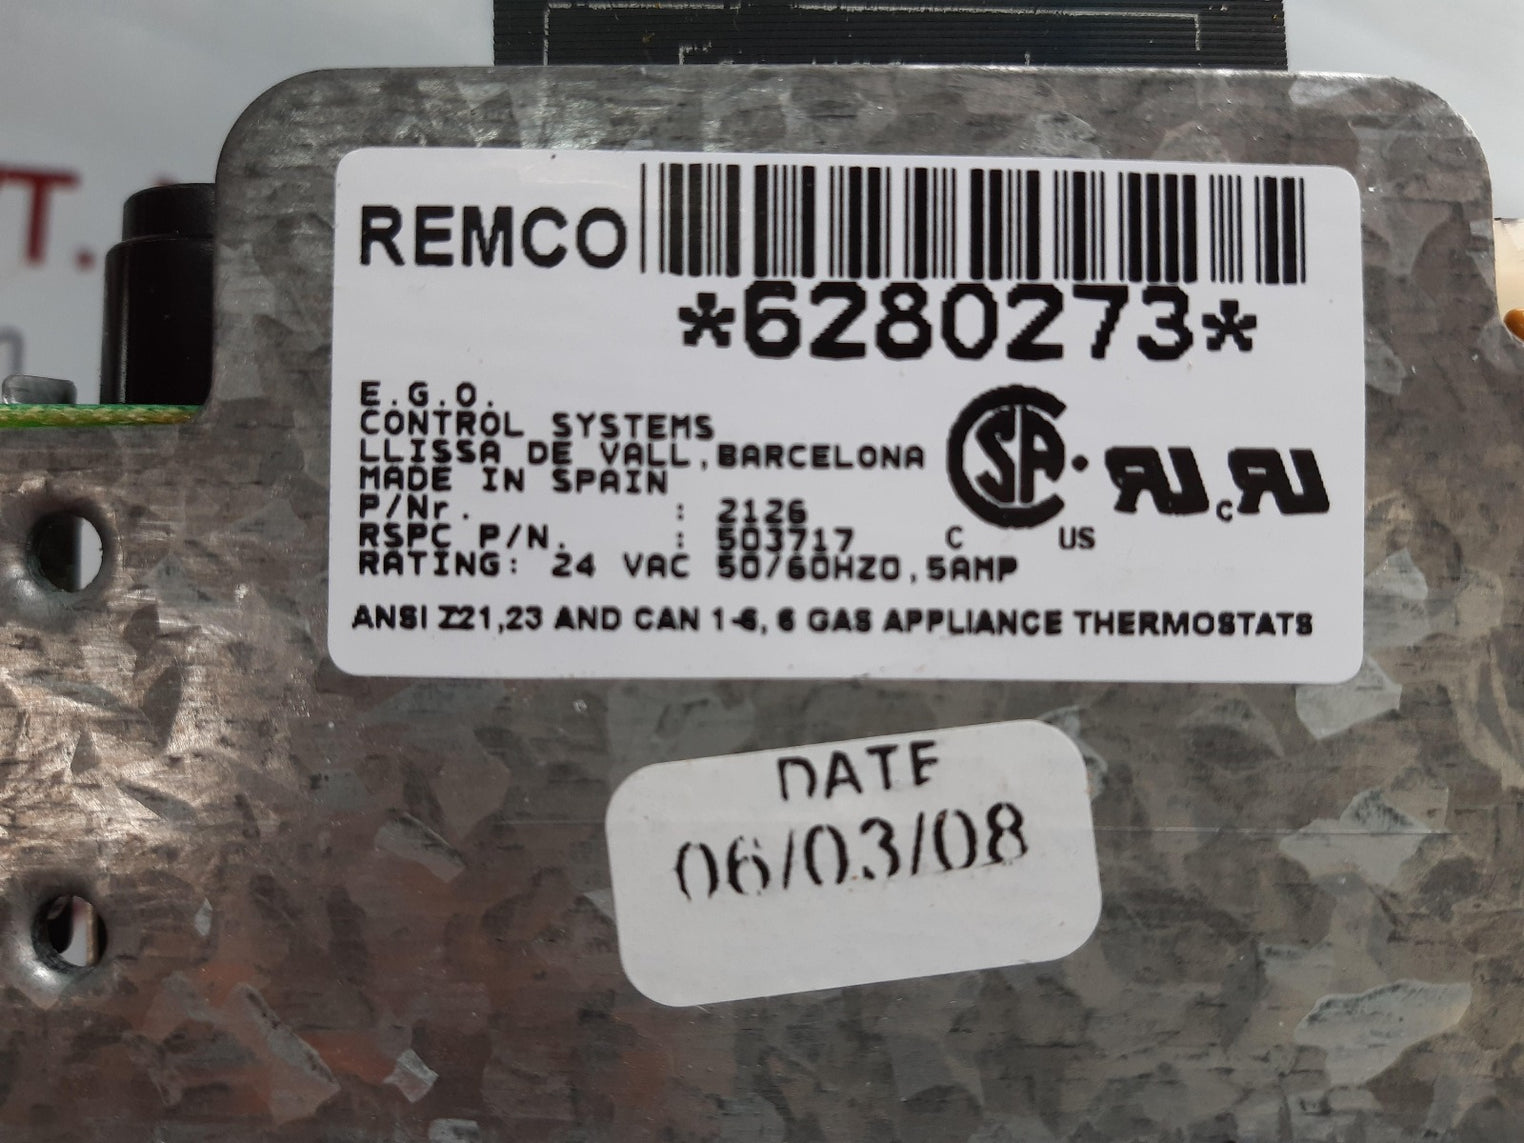 REMCO
*6280273*
E.G.O.
CONTROL SYSTEMS
LLISSA DE VALL,BARCELONA
MADE IN SPAIN
P/Nr. : 2126
RSPC P/N. : 503717
RATING: 24 VAC 50/60HZ0,5AMP
C US
c
ANSI Z21,23 AND CAN 1-6, 6 GAS APPLIANCE THERMOSTATS
DATE
06/03/08